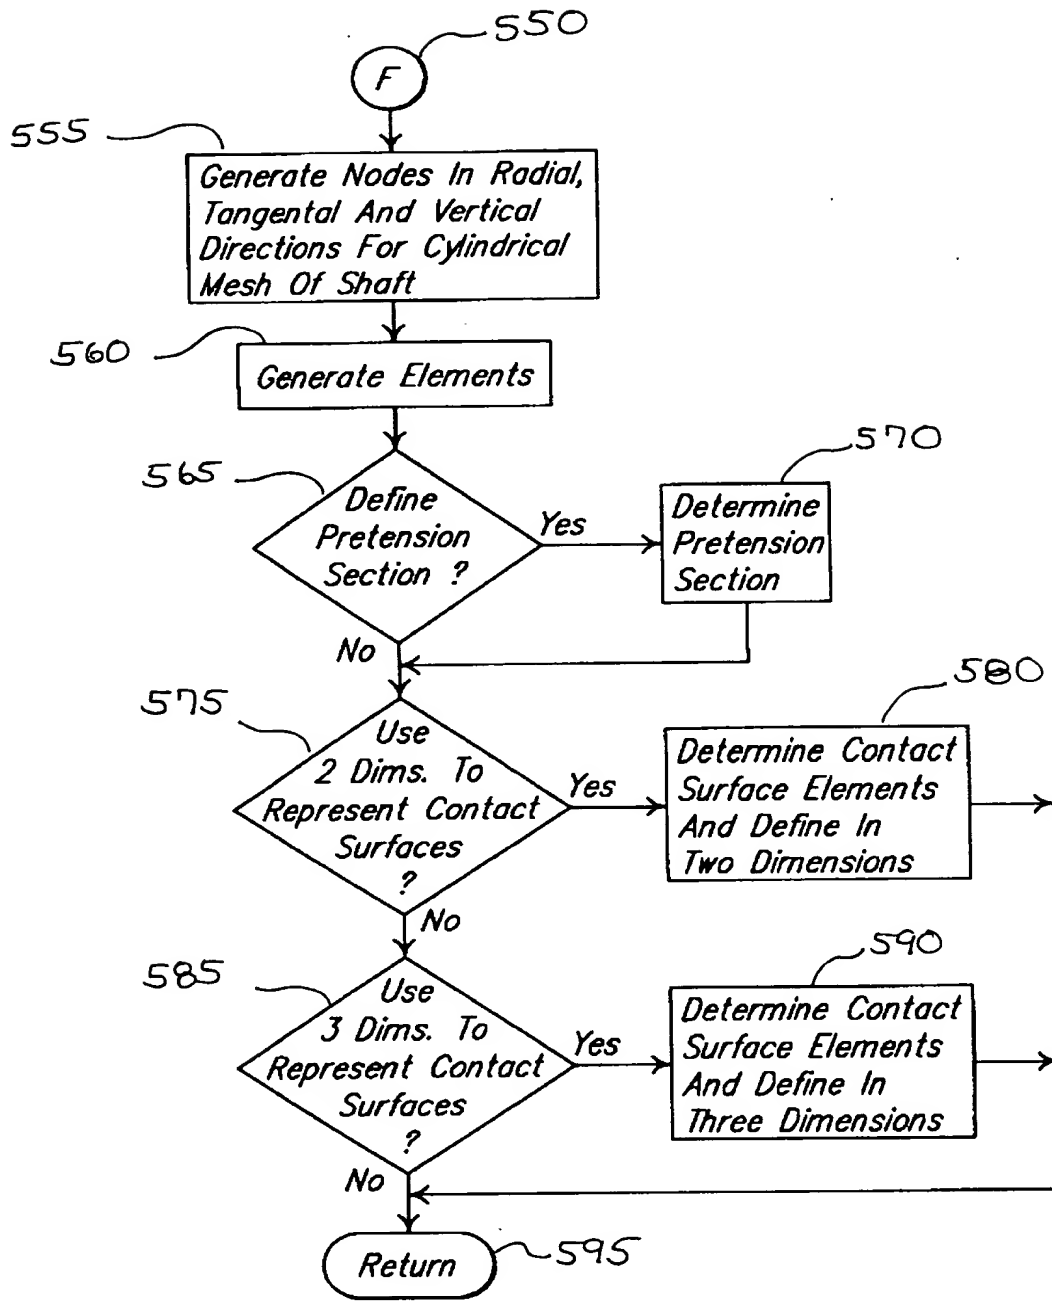 550
F
555
Generate Nodes In Radial,
Tangental And Vertical
Directions For Cylindrical
Mesh Of Shaft
560
Generate Elements
565
Define
Pretension
Section ?
Yes
570
Determine
Pretension
Section
No
575
Use
2 Dims. To
Represent Contact
Surfaces
?
Yes
580
Determine Contact
Surface Elements
And Define In
Two Dimensions
No
585
Use
3 Dims. To
Represent Contact
Surfaces
?
Yes
590
Determine Contact
Surface Elements
And Define In
Three Dimensions
No
Return
595